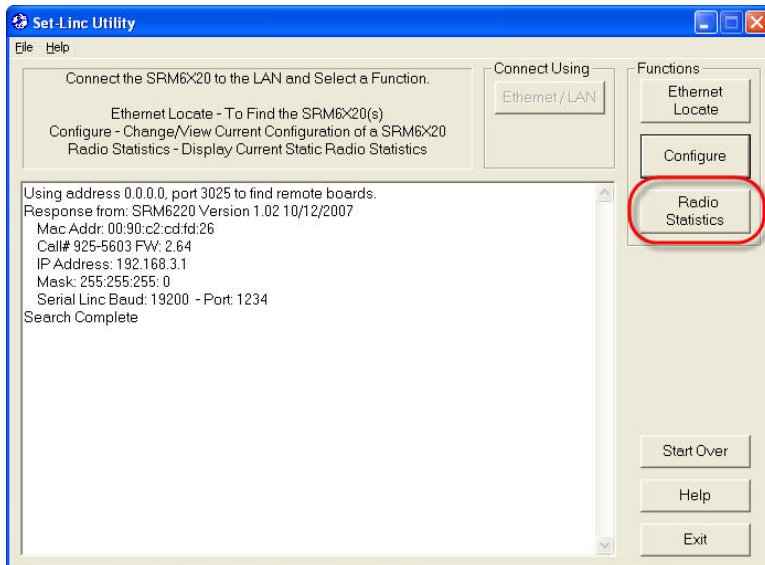 Set-Linc Utility
File Help
Connect the SRM6X20 to the LAN and Select a Function.
Ethernet Locate - To Find the SRM6X20(s)
Configure - Change/View Current Configuration of a SRM6X20
Radio Statistics - Display Current Static Radio Statistics
Connect Using
Ethernet / LAN
Functions
Ethernet
Locate
Configure
Radio
Statistics
Using address 0.0.0.0, port 3025 to find remote boards.
Response from: SRM6220 Version 1.02 10/12/2007
Mac Addr: 00:90:c2:cd:fd:26
Call# 925-5603 FW: 2.64
IP Address: 192.168.3.1
Mask: 255:255:255: 0
Serial Linc Baud: 19200 - Port: 1234
Search Complete
Start Over
Help
Exit